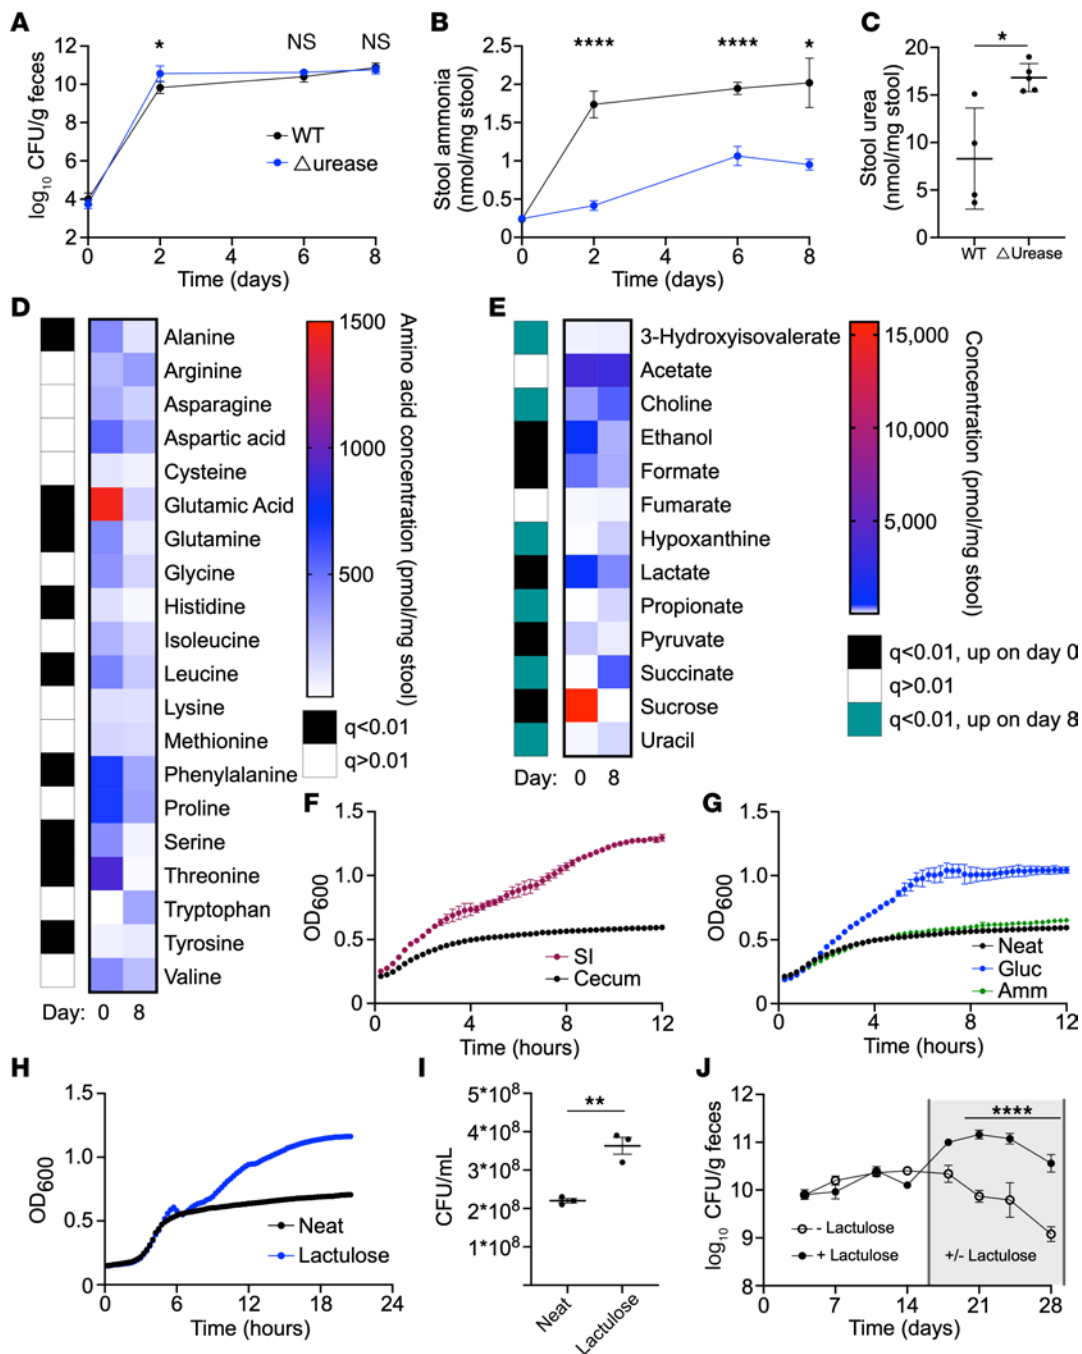 A
log₁₀ CFU/g feces
12
10
8
6
4
2
*
NS
NS
WT
△urease
0 2 4 6 8
Time (days)
B
Stool ammonia
(nmol/mg stool)
2.5
2
1.5
1
0.5
0
****
****
*
0 2 4 6 8
Time (days)
C
Stool urea
(nmol/mg stool)
20
15
10
5
0
*
WT △Urease
D
Alanine
Arginine
Asparagine
Aspartic acid
Cysteine
Glutamic Acid
Glutamine
Glycine
Histidine
Isoleucine
Leucine
Lysine
Methionine
Phenylalanine
Proline
Serine
Threonine
Tryptophan
Tyrosine
Valine
Day: 0 8
1500
1000
500
Amino acid concentration (pmol/mg stool)
q<0.01
q>0.01
E
3-Hydroxyisovalerate
Acetate
Choline
Ethanol
Formate
Fumarate
Hypoxanthine
Lactate
Propionate
Pyruvate
Succinate
Sucrose
Uracil
Day: 0 8
15,000
10,000
5,000
Concentration (pmol/mg stool)
q<0.01, up on day 0
q>0.01
q<0.01, up on day 8
F
OD600
1.5
1.0
0.5
0
SI
Cecum
0 4 8 12
Time (hours)
G
OD600
1.5
1.0
0.5
0
Neat
Gluc
Amm
0 4 8 12
Time (hours)
H
OD600
1.5
1.0
0.5
0
Neat
Lactulose
0 6 12 18 24
Time (hours)
I
CFU/mL
5*10⁸
4*10⁸
3*10⁸
2*10⁸
1*10⁸
**
Neat
Lactulose
J
log₁₀ CFU/g feces
12
11
10
9
8
****
- Lactulose
+ Lactulose
+/- Lactulose
0 7 14 21 28
Time (days)